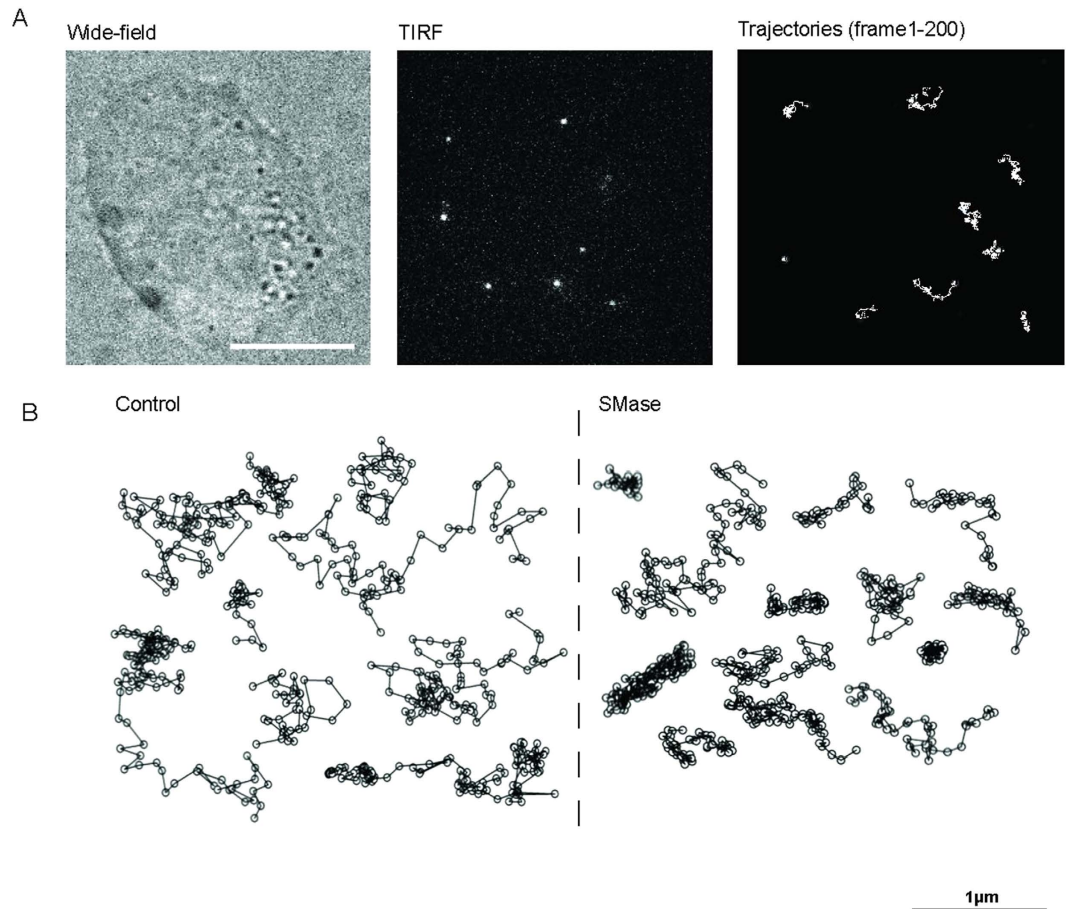 A
Wide-field
TIRF
Trajectories (frame1-200)
B
Control
SMase
1µm